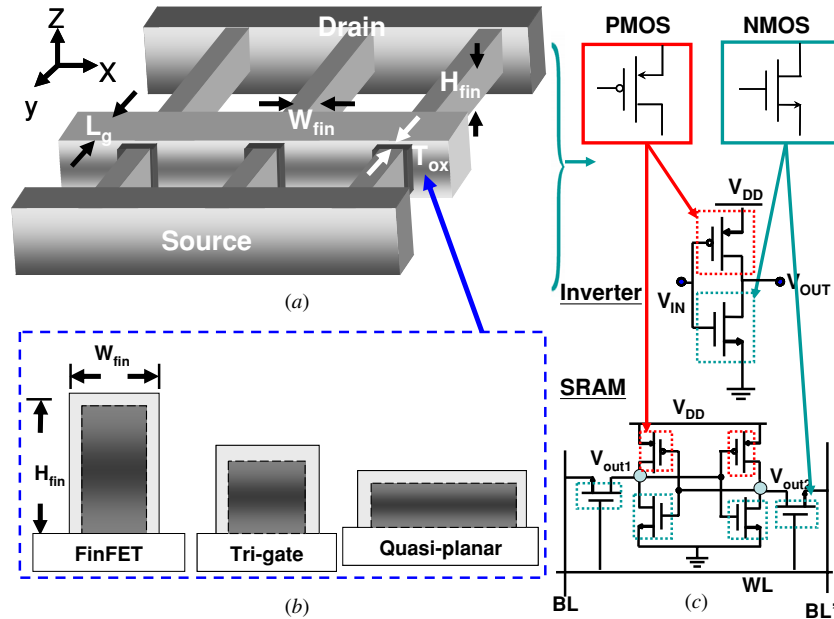 Z
X
y
Drain
H_fin
W_fin
L_g
T_ox
Source
(a)
W_fin
H_fin
FinFET
Tri-gate
Quasi-planar
(b)
PMOS
NMOS
V_DD
V_IN
V_OUT
Inverter
SRAM
V_DD
V_out1
V_out2
WL
BL
BL'
(c)